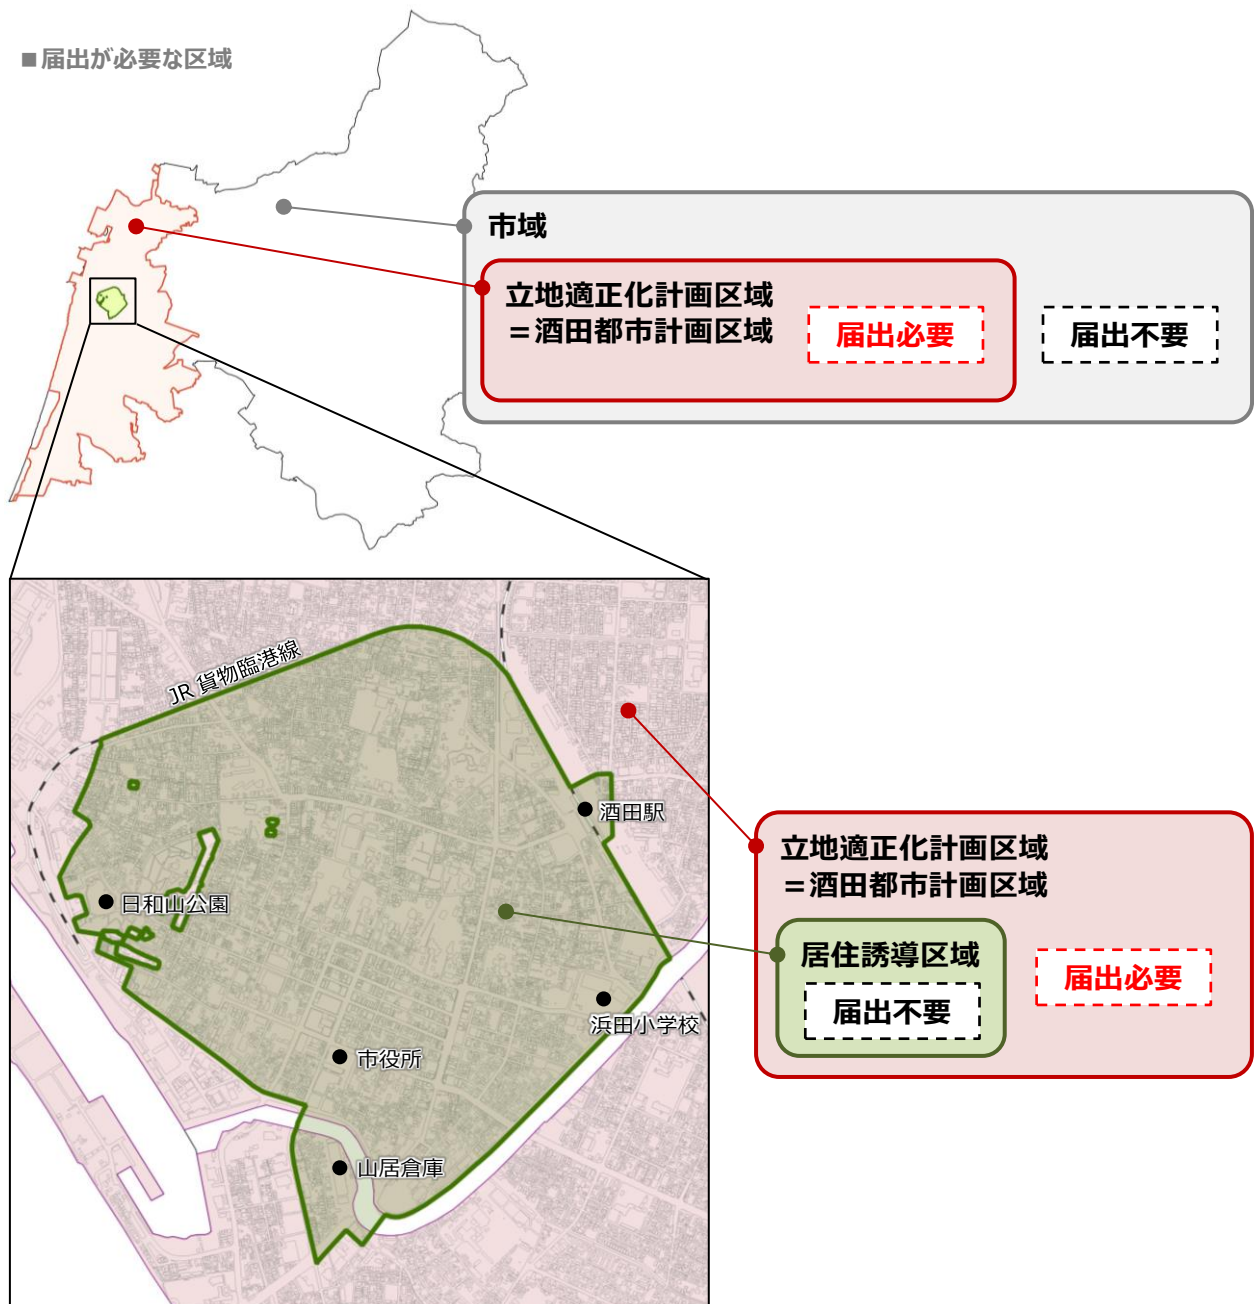 ■届出が必要な区域
市域
立地適正化計画区域
＝酒田都市計画区域
届出必要
届出不要
JR 貨物臨港線
酒田駅
日和山公園
浜田小学校
市役所
山居倉庫
立地適正化計画区域
＝酒田都市計画区域
居住誘導区域
届出不要
届出必要